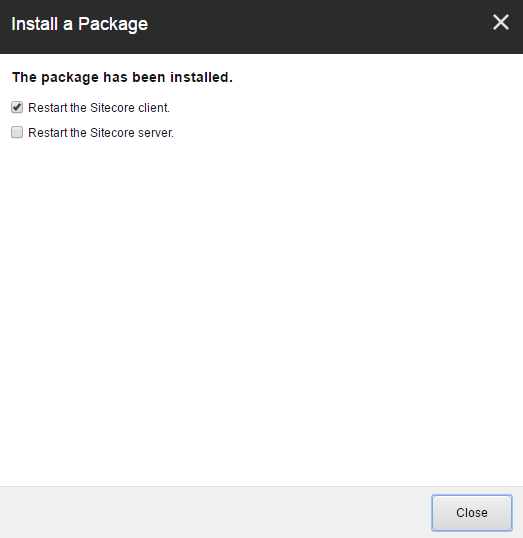 Install a Package
The package has been installed.
Restart the Sitecore client.
Restart the Sitecore server.
Close